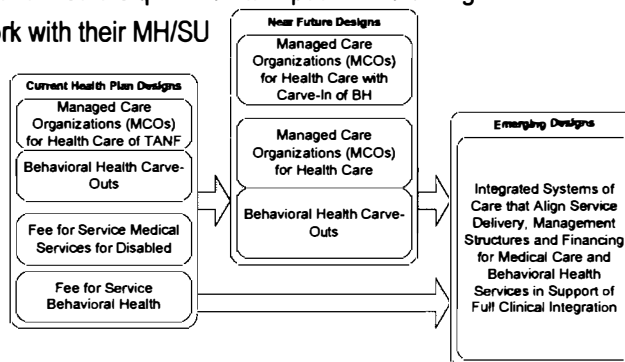 rk with their MH/SU
Near Future Designs
Managed Care
Organizations (MCOs)
for Health Care with
Carve-In of BH
Managed Care
Organizations (MCOs)
for Health Care
Behavioral Health Carve-
Outs
Current Health Plan Designs
Managed Care
Organizations (MCOs)
for Health Care of TANF
Behavioral Health Carve-
Outs
Fee for Service Medical
Services for Disabled
Fee for Service
Behavioral Health
Emerging Designs
Integrated Systems of
Care that Align Service
Delivery, Management
Structures and Financing
for Medical Care and
Behavioral Health
Services in Support of
Full Clinical Integration